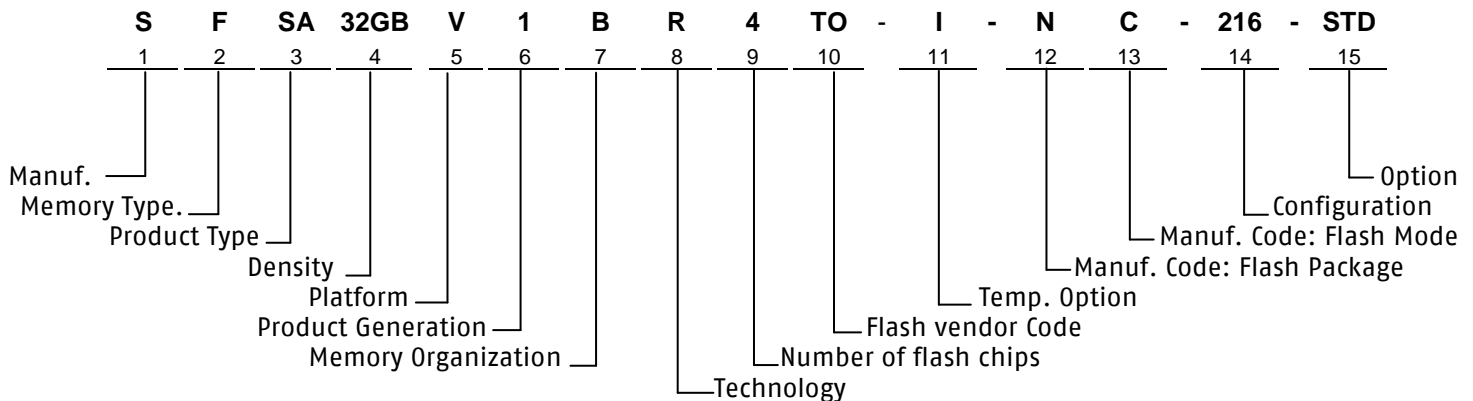 S F SA 32GB V 1 B R 4 TO - I - N C - 216 - STD
1 2 3 4 5 6 7 8 9 10 11 12 13 14 15
Manuf. Option
Memory Type. Configuration
Product Type Manuf. Code: Flash Mode
Density Manuf. Code: Flash Package
Platform Temp. Option
Product Generation Flash vendor Code
Memory Organization Number of flash chips
Technology